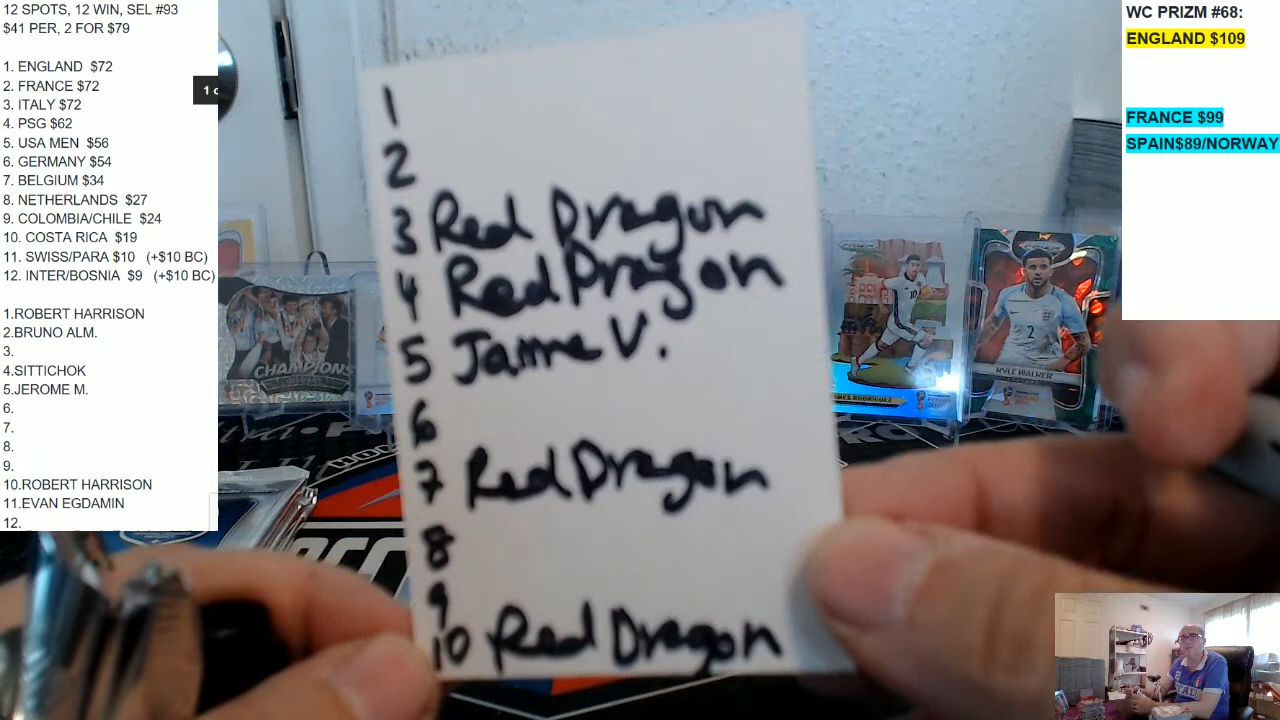 12 SPOTS, 12 WIN, SEL #93
$41 PER, 2 FOR $79
1. ENGLAND $72
2. FRANCE $72
3. ITALY $72
4. PSG $62
5. USA MEN $56
6. GERMANY $54
7. BELGIUM $34
8. NETHERLANDS $27
9. COLOMBIA/CHILE $24
10. COSTA RICA $19
11. SWISS/PARA $10 (+$10 BC)
12. INTER/BOSNIA $9 (+$10 BC)
1.ROBERT HARRISON
2.BRUNO ALM.
3.
4.SITTICHOK
5.JEROME M.
6.
7.
8.
9.
10.ROBERT HARRISON
11.EVAN EGDAMIN
12.
1
2
3 Red Dragon
4 Red Dragon
5 Jaime V.
6
7 Red Dragon
8
9
10 Red Dragon
WC PRIZM #68:
ENGLAND $109
FRANCE $99
SPAIN$89/NORWAY
CHAMPIONS
PRIZM
KYLE WALKER
2
10
RODRIGUEZ